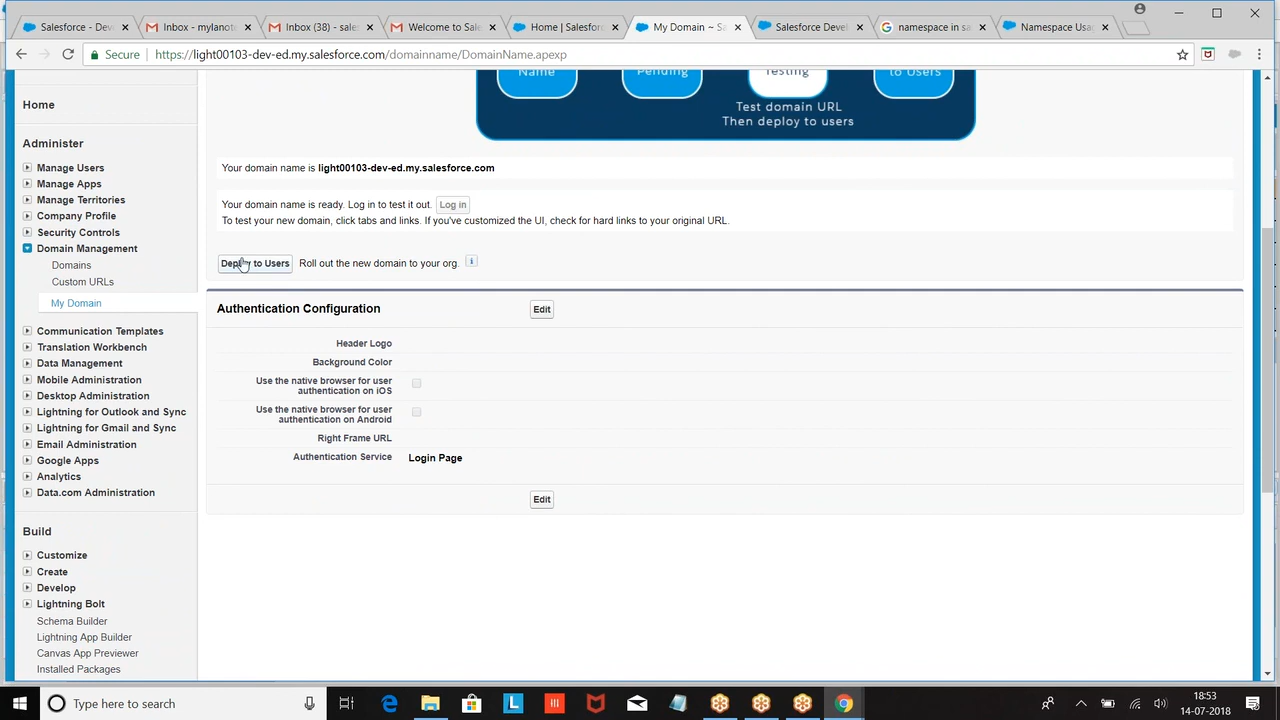 Salesforce - Deve
Inbox - mylanote
Inbox (38) - sales
Welcome to Sales
Home | Salesforc
My Domain ~ Sa
Salesforce Devel
namespace in sa
Namespace Usag
Secure
https://light00103-dev-ed.my.salesforce.com/domainname/DomainName.apexp
Home
Administer
Manage Users
Manage Apps
Manage Territories
Company Profile
Security Controls
Domain Management
Domains
Custom URLs
My Domain
Communication Templates
Translation Workbench
Data Management
Mobile Administration
Desktop Administration
Lightning for Outlook and Sync
Lightning for Gmail and Sync
Email Administration
Google Apps
Analytics
Data.com Administration
Build
Customize
Create
Develop
Lightning Bolt
Schema Builder
Lightning App Builder
Canvas App Previewer
Installed Packages
Name
Pending
Testing
to Users
Test domain URL
Then deploy to users
Your domain name is light00103-dev-ed.my.salesforce.com
Your domain name is ready. Log in to test it out. Log in
To test your new domain, click tabs and links. If you've customized the UI, check for hard links to your original URL.
Deploy to Users Roll out the new domain to your org. i
Authentication Configuration Edit
Header Logo
Background Color
Use the native browser for user
authentication on iOS
Use the native browser for user
authentication on Android
Right Frame URL
Authentication Service Login Page
Edit
Type here to search
18:53
14-07-2018